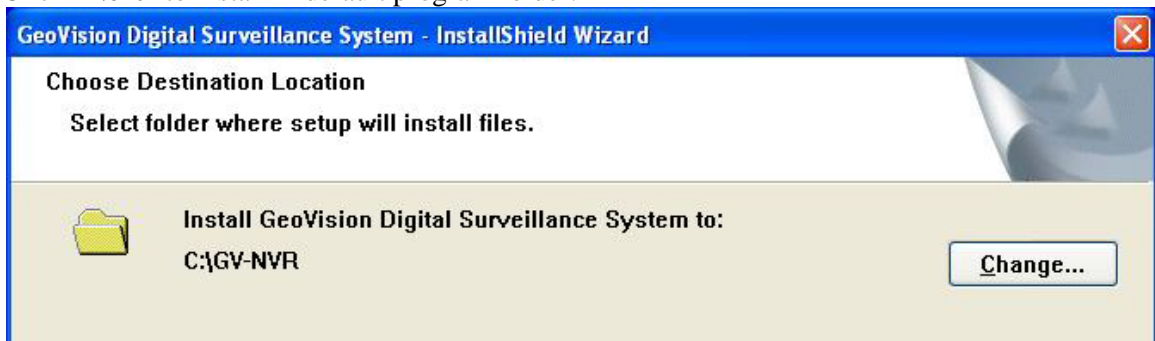 GeoVision Digital Surveillance System - InstallShield Wizard
Choose Destination Location
Select folder where setup will install files.
Install GeoVision Digital Surveillance System to:
C:\GV-NVR
Change...